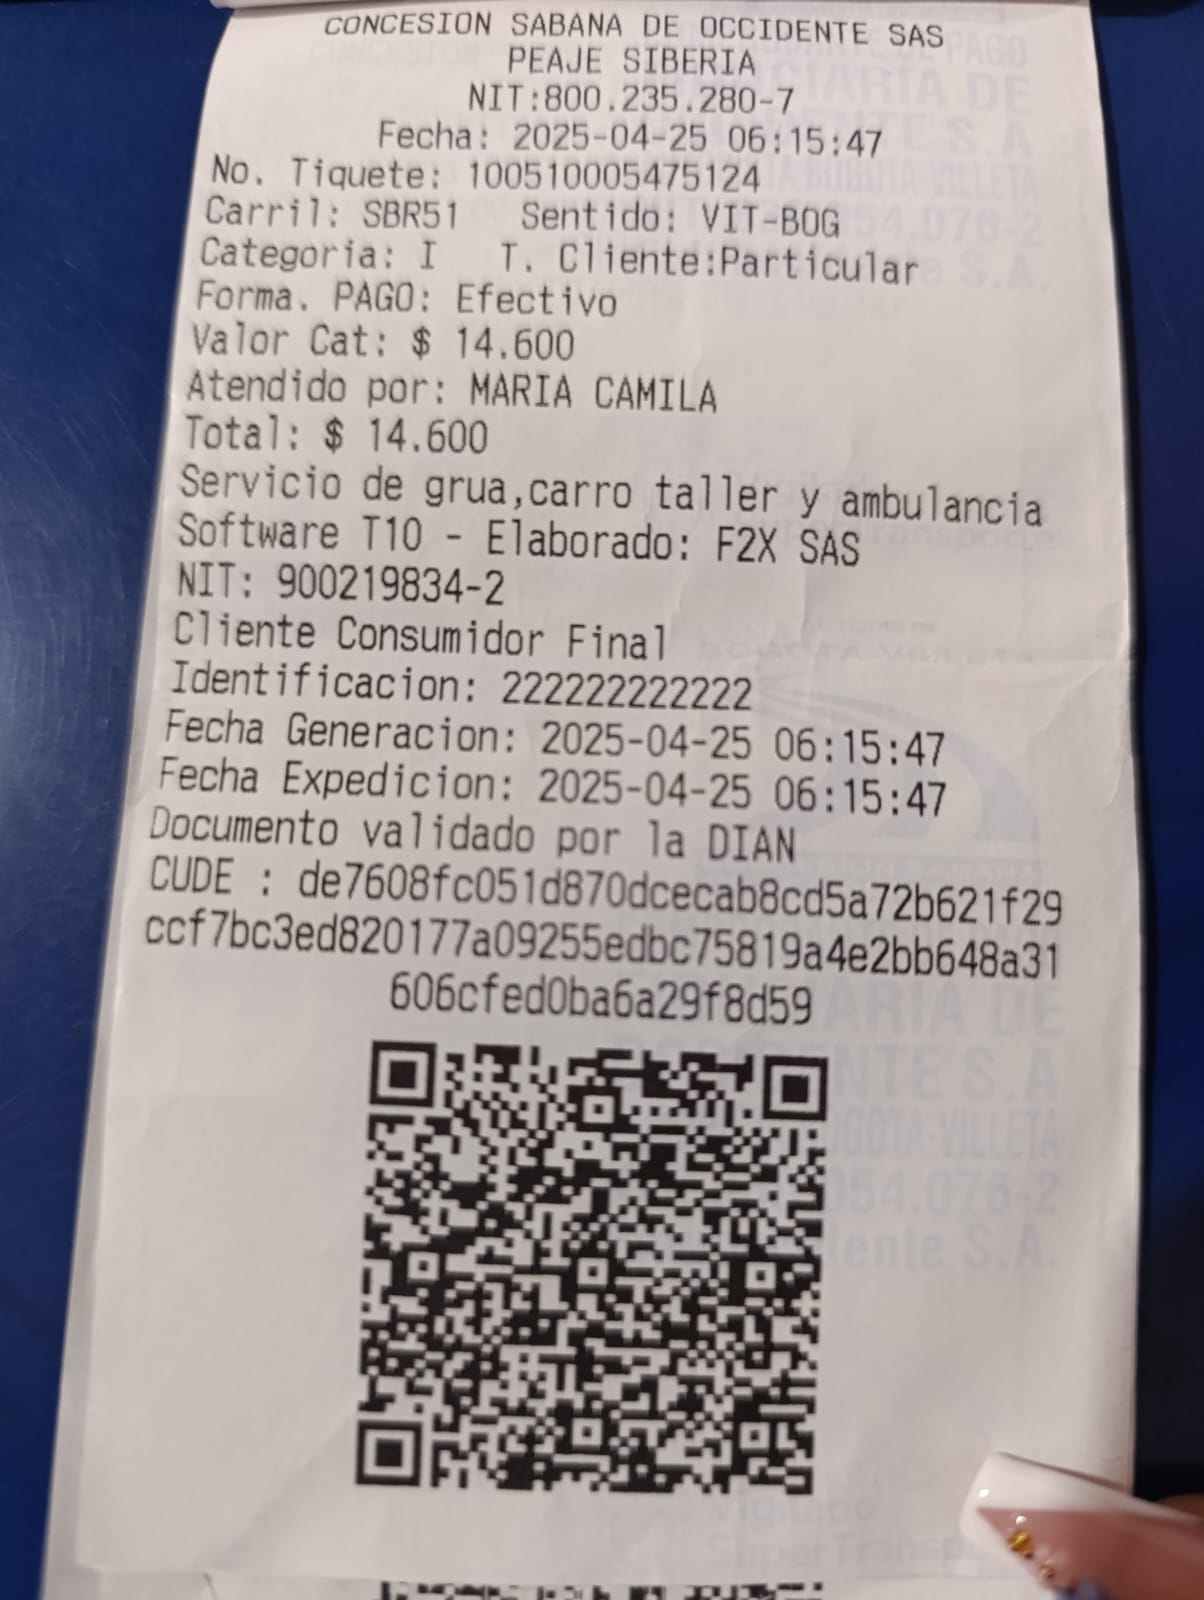 CONCESION SABANA DE OCCIDENTE SAS
PEAJE SIBERIA
NIT:800.235.280-7
Fecha: 2025-04-25 06:15:47
No. Tiquete: 100510005475124
Carril: SBR51 Sentido: VIT-BOG
Categoria: I T. Cliente:Particular
Forma. PAGO: Efectivo
Valor Cat: $ 14.600
Atendido por: MARIA CAMILA
Total: $ 14.600
Servicio de grua,carro taller y ambulancia
Software T10 - Elaborado: F2X SAS
NIT: 900219834-2
Cliente Consumidor Final
Identificacion: 222222222222
Fecha Generacion: 2025-04-25 06:15:47
Fecha Expedicion: 2025-04-25 06:15:47
Documento validado por la DIAN
CUDE : de7608fc051d870dcecab8cd5a72b621f29
ccf7bc3ed820177a09255edbc75819a4e2bb648a31
606cfed0ba6a29f8d59